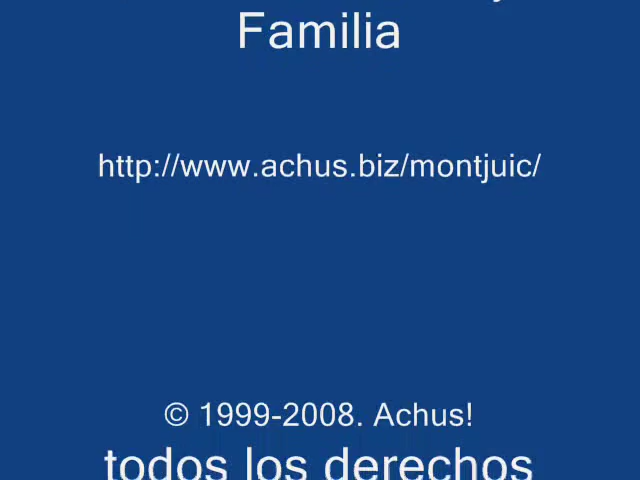 Familia
http://www.achus.biz/montjuic/
© 1999-2008. Achus!
todos los derechos